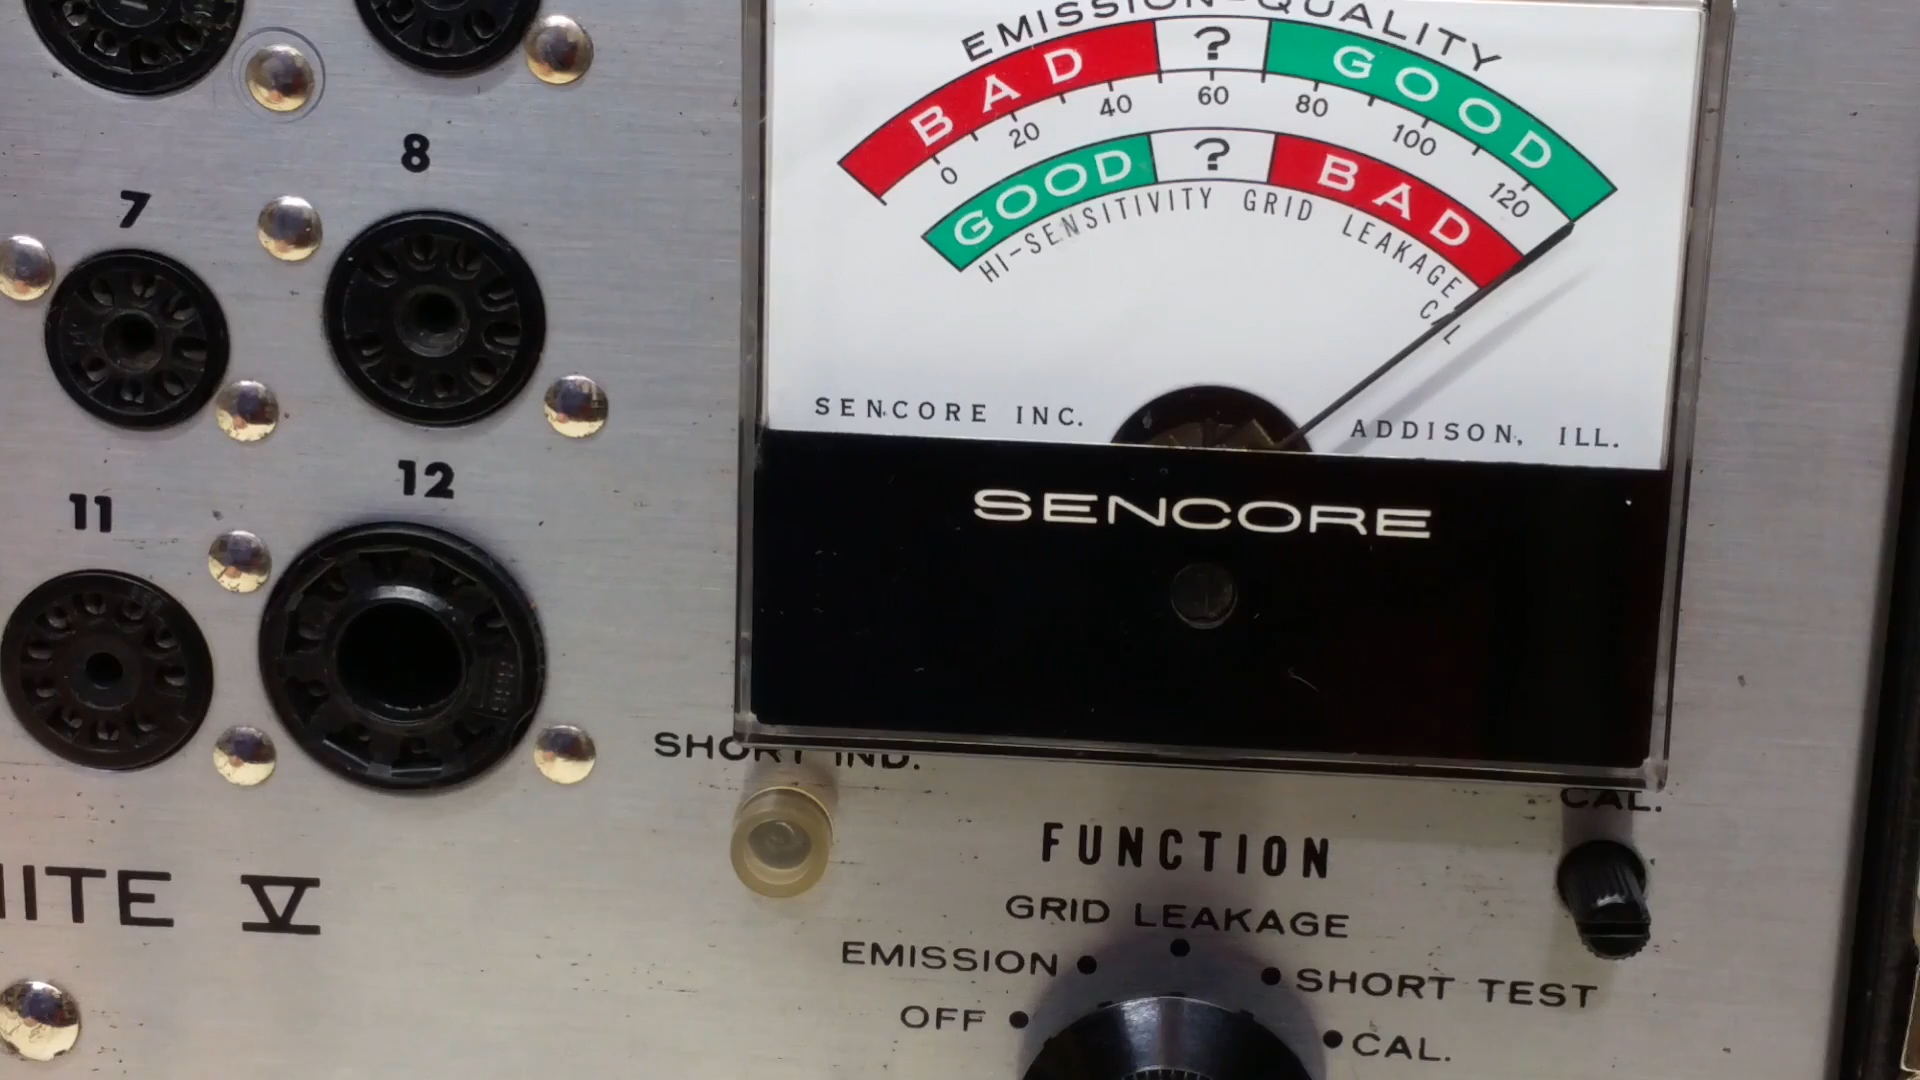 EMISSION-QUALITY
BAD ? GOOD
0 20 40 60 80 100 120
GOOD ? BAD
HI-SENSITIVITY GRID LEAKAGE
CAL
SENCORE INC. ADDISON, ILL.
SENCORE
8
7
12
11
SHORT IND.
CAL.
FUNCTION
GRID LEAKAGE
EMISSION
SHORT TEST
OFF
CAL.
V